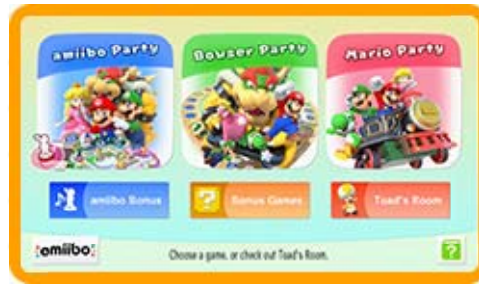 amiibo Party
Bowser Party
Mario Party
amiibo Bonus
Bonus Games
Toad's Room
amiibo
Choose a game, or check out Toad's Room.
?